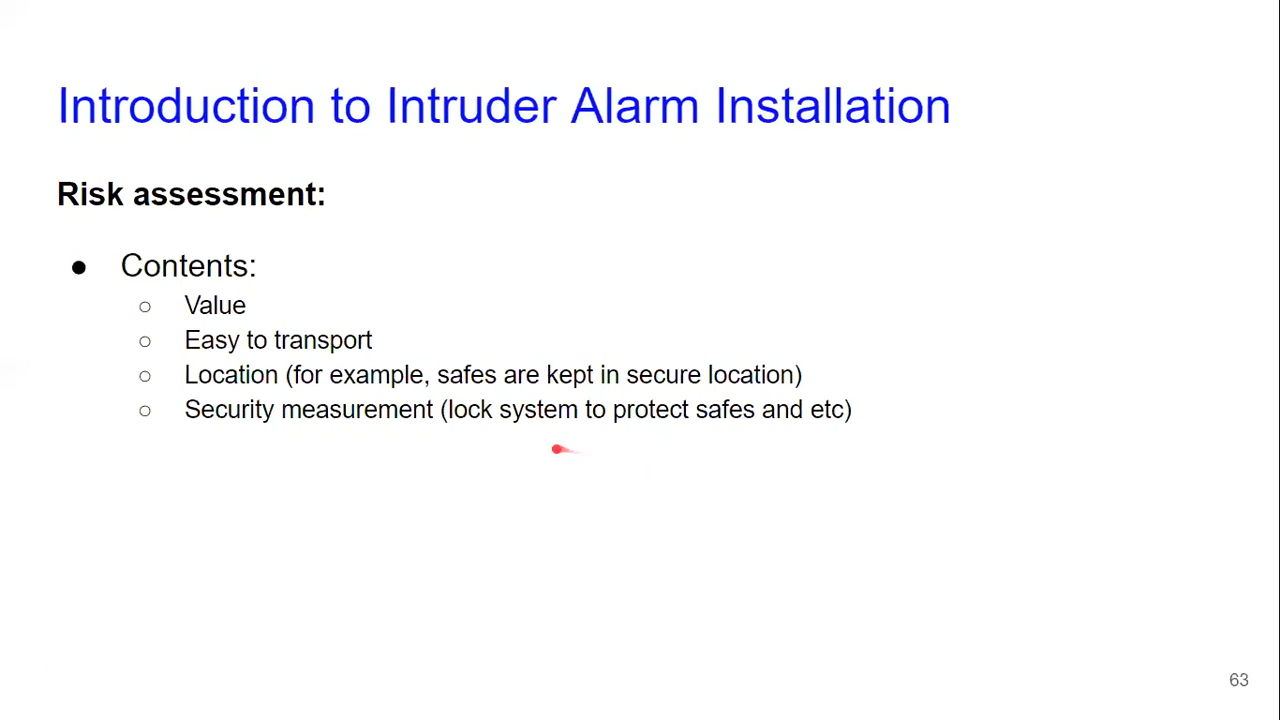 Introduction to Intruder Alarm Installation
Risk assessment:
● Contents:
○ Value
○ Easy to transport
○ Location (for example, safes are kept in secure location)
○ Security measurement (lock system to protect safes and etc)
63